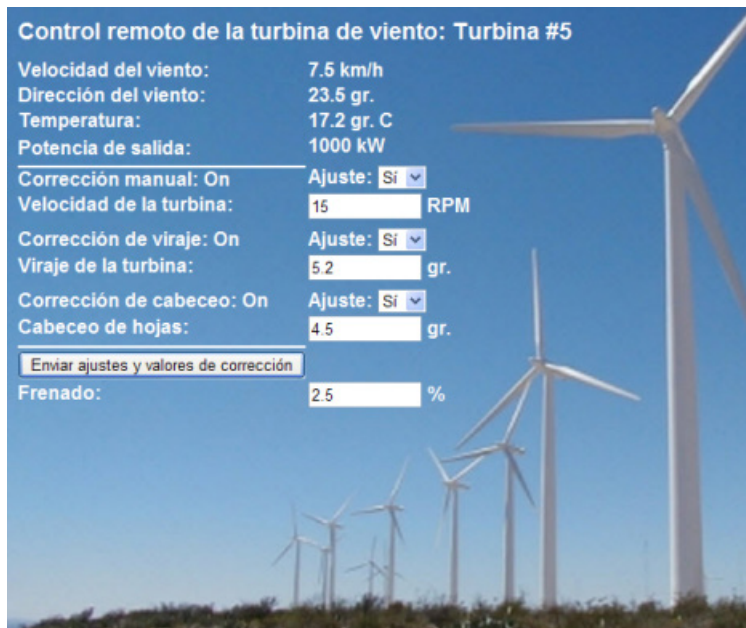 Control remoto de la turbina de viento: Turbina #5
Velocidad del viento: 7.5 km/h
Dirección del viento: 23.5 gr.
Temperatura: 17.2 gr. C
Potencia de salida: 1000 kW
Corrección manual: On Ajuste: Sí
Velocidad de la turbina: 15 RPM
Corrección de viraje: On Ajuste: Sí
Viraje de la turbina: 5.2 gr.
Corrección de cabeceo: On Ajuste: Sí
Cabeceo de hojas: 4.5 gr.
Enviar ajustes y valores de corrección
Frenado: 2.5 %